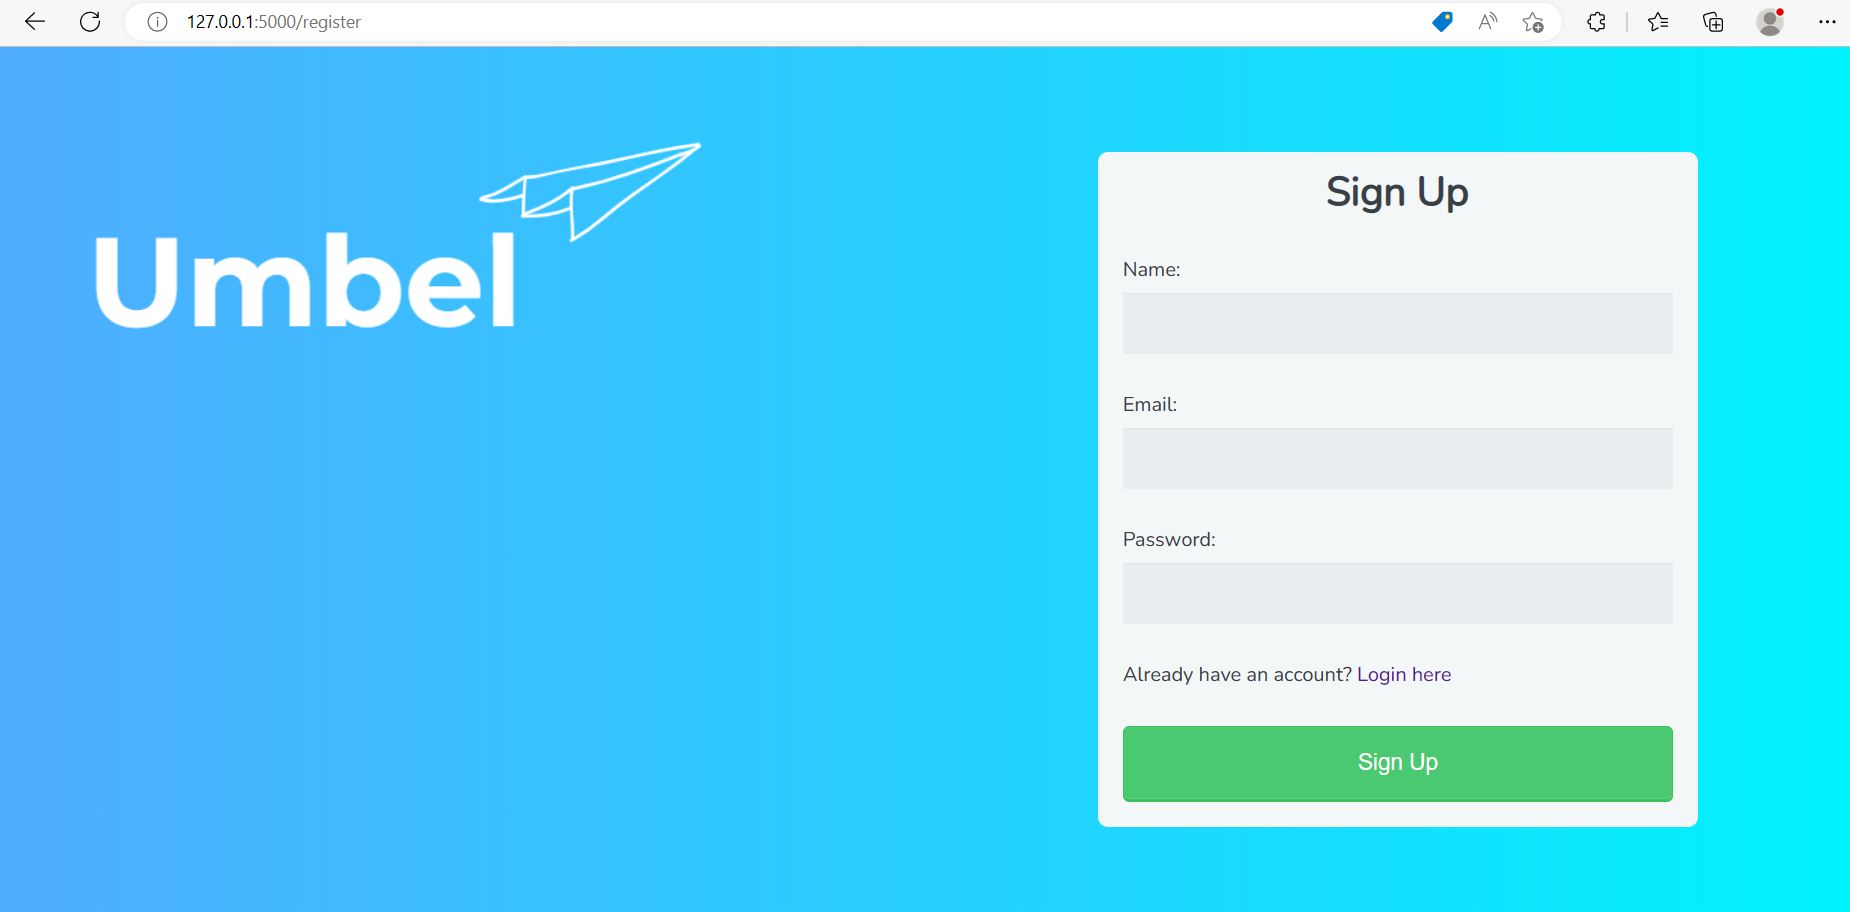 127.0.0.1:5000/register
Umbel
Sign Up
Name:
Email:
Password:
Already have an account? Login here
Sign Up